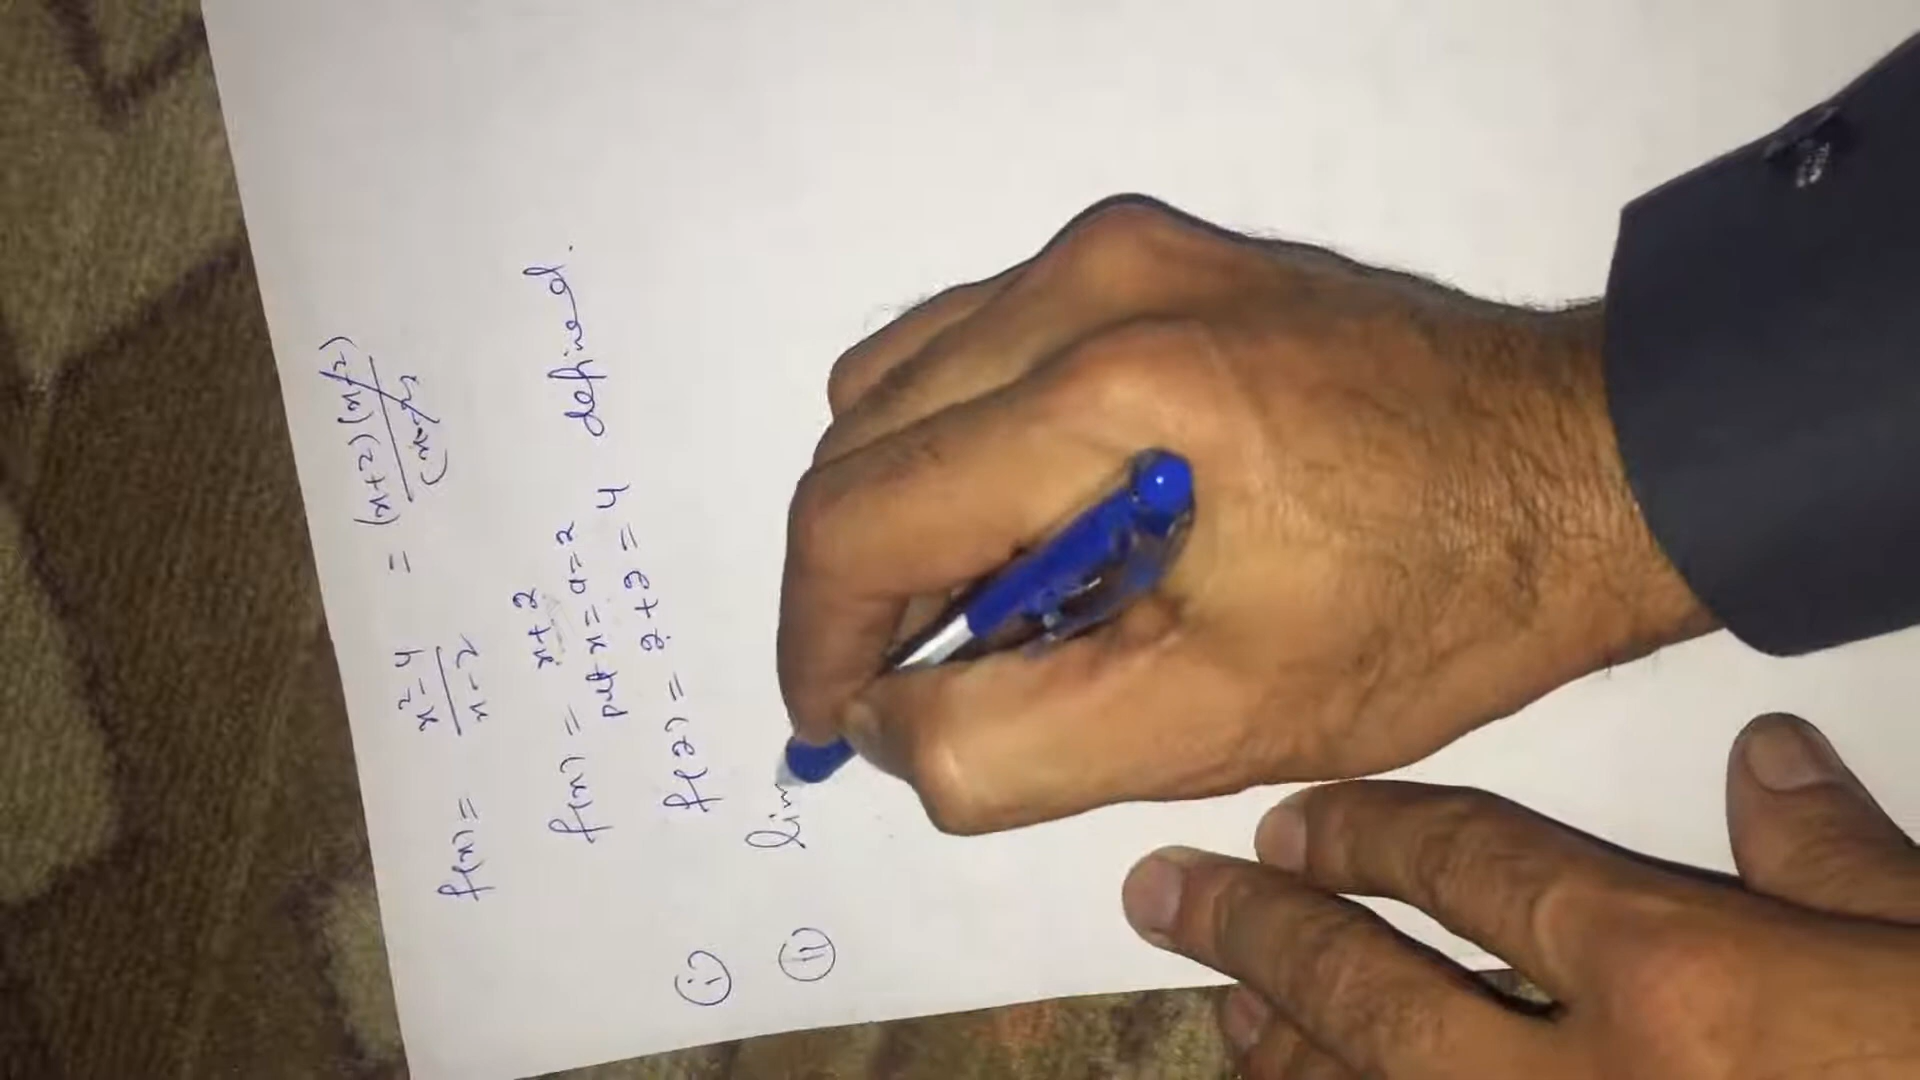 f(x) = x²-4 / x-2 = (x+2)(x-2) / (x-2)
f(x) = x+2
put x = a = 2
(i) f(2) = 2+2 = 4 defined.
(ii) lim